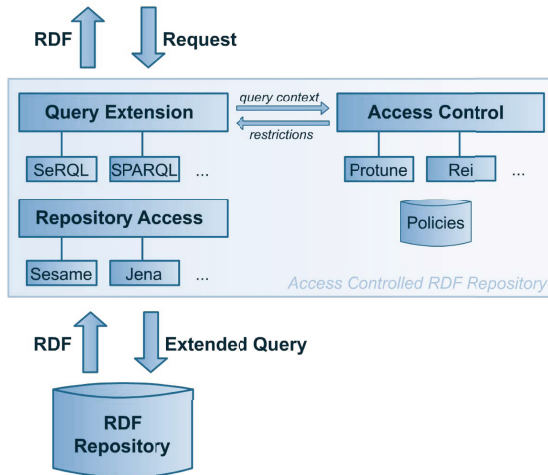 RDF
Request
Query Extension
query context
restrictions
Access Control
SeRQL
SPARQL
...
Protune
Rei
...
Repository Access
Policies
Sesame
Jena
...
Access Controlled RDF Repository
RDF
Extended Query
RDF
Repository